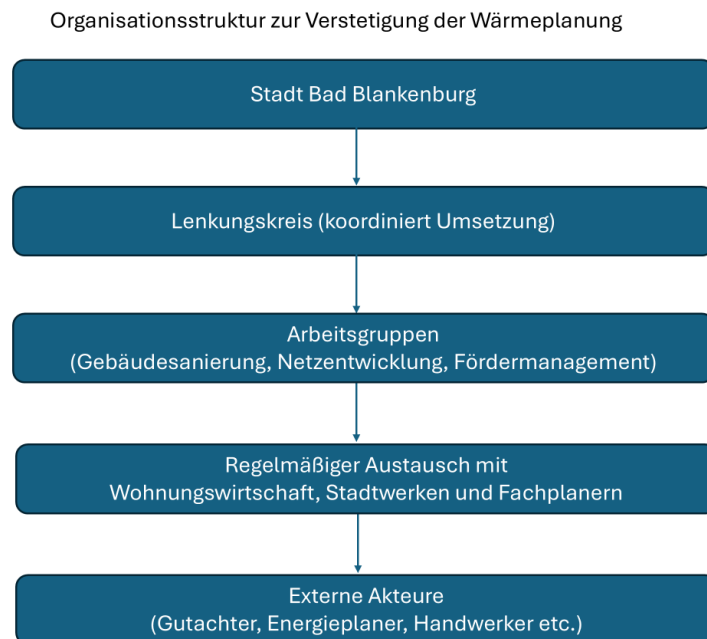 Organisationsstruktur zur Verstetigung der Wärmeplanung
Stadt Bad Blankenburg
Lenkungskreis (koordiniert Umsetzung)
Arbeitsgruppen
(Gebäudesanierung, Netzentwicklung, Fördermanagement)
Regelmäßiger Austausch mit
Wohnungswirtschaft, Stadtwerken und Fachplanern
Externe Akteure
(Gutachter, Energieplaner, Handwerker etc.)